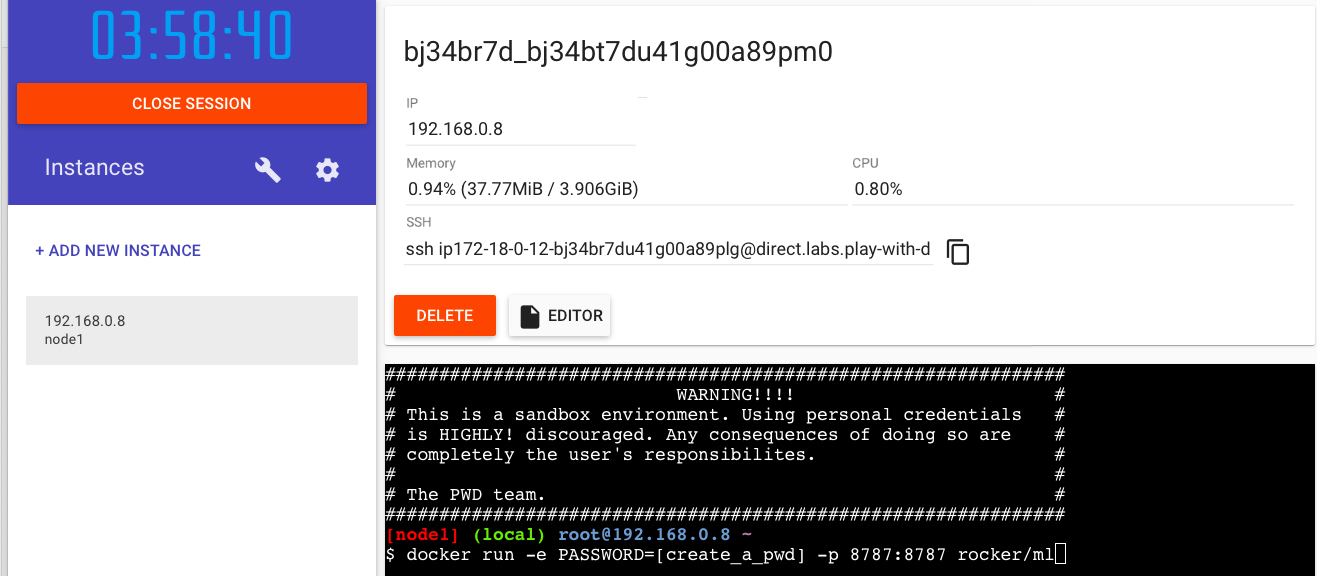 03:58:40
CLOSE SESSION
Instances
+ ADD NEW INSTANCE
192.168.0.8
node1
bj34br7d_bj34bt7du41g00a89pm0
IP
192.168.0.8
Memory
0.94% (37.77MiB / 3.906GiB)
CPU
0.80%
SSH
ssh ip172-18-0-12-bj34br7du41g00a89plg@direct.labs.play-with-d
DELETE
EDITOR
###############################################################
# WARNING!!!! #
# This is a sandbox environment. Using personal credentials #
# is HIGHLY! discouraged. Any consequences of doing so are #
# completely the user's responsibilites. #
# #
# The PWD team. #
###############################################################
[node1] (local) root@192.168.0.8 ~
$ docker run -e PASSWORD=[create_a_pwd] -p 8787:8787 rocker/ml